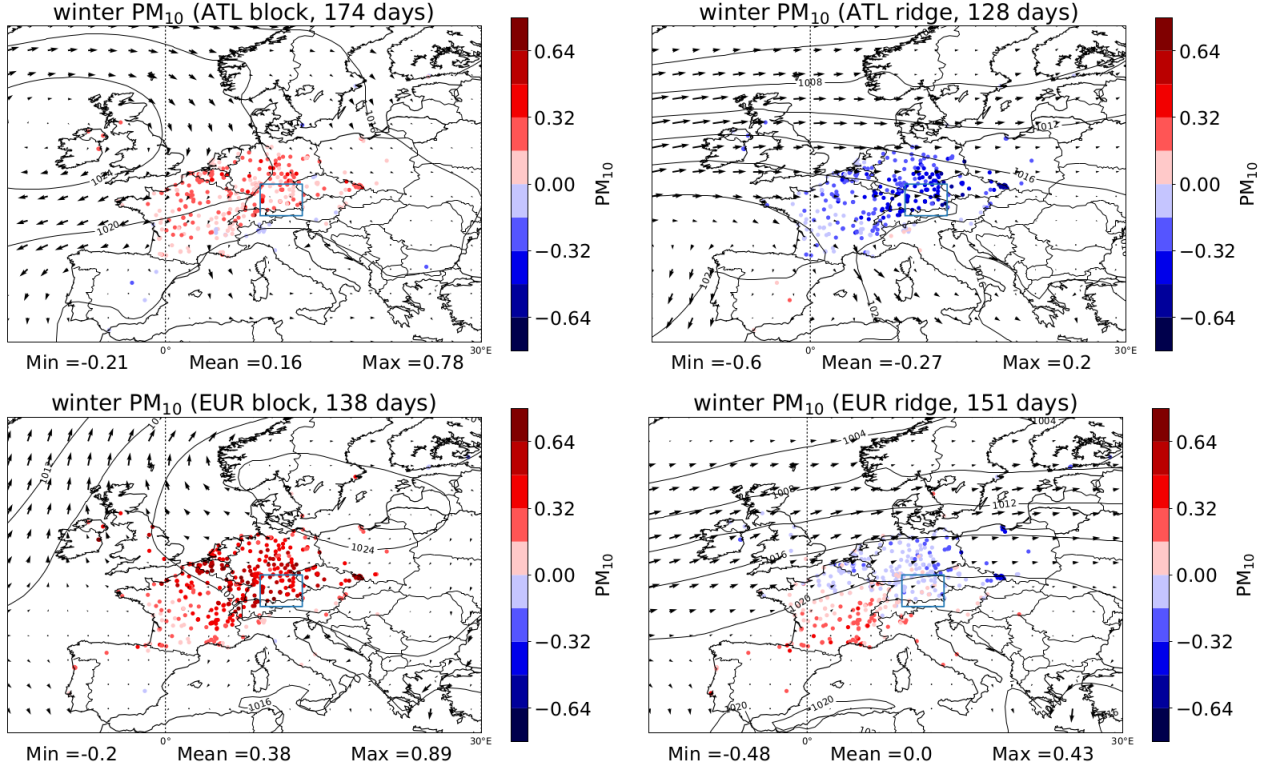 winter PM10 (ATL block, 174 days)
0.64
0.32
0.00
−0.32
−0.64
PM10
1020
0°
30°E
Min =-0.21 Mean =0.16 Max =0.78
winter PM10 (ATL ridge, 128 days)
1008
1012
1016
0.64
0.32
0.00
−0.32
−0.64
PM10
0°
30°E
Min =-0.6 Mean =-0.27 Max =0.2
winter PM10 (EUR block, 138 days)
1024
1016
0.64
0.32
0.00
−0.32
−0.64
PM10
0°
30°E
Min =-0.2 Mean =0.38 Max =0.89
winter PM10 (EUR ridge, 151 days)
1004
1004
1008
1012
1016
1020
1020
1020
0.64
0.32
0.00
−0.32
−0.64
PM10
0°
30°E
Min =-0.48 Mean =0.0 Max =0.43